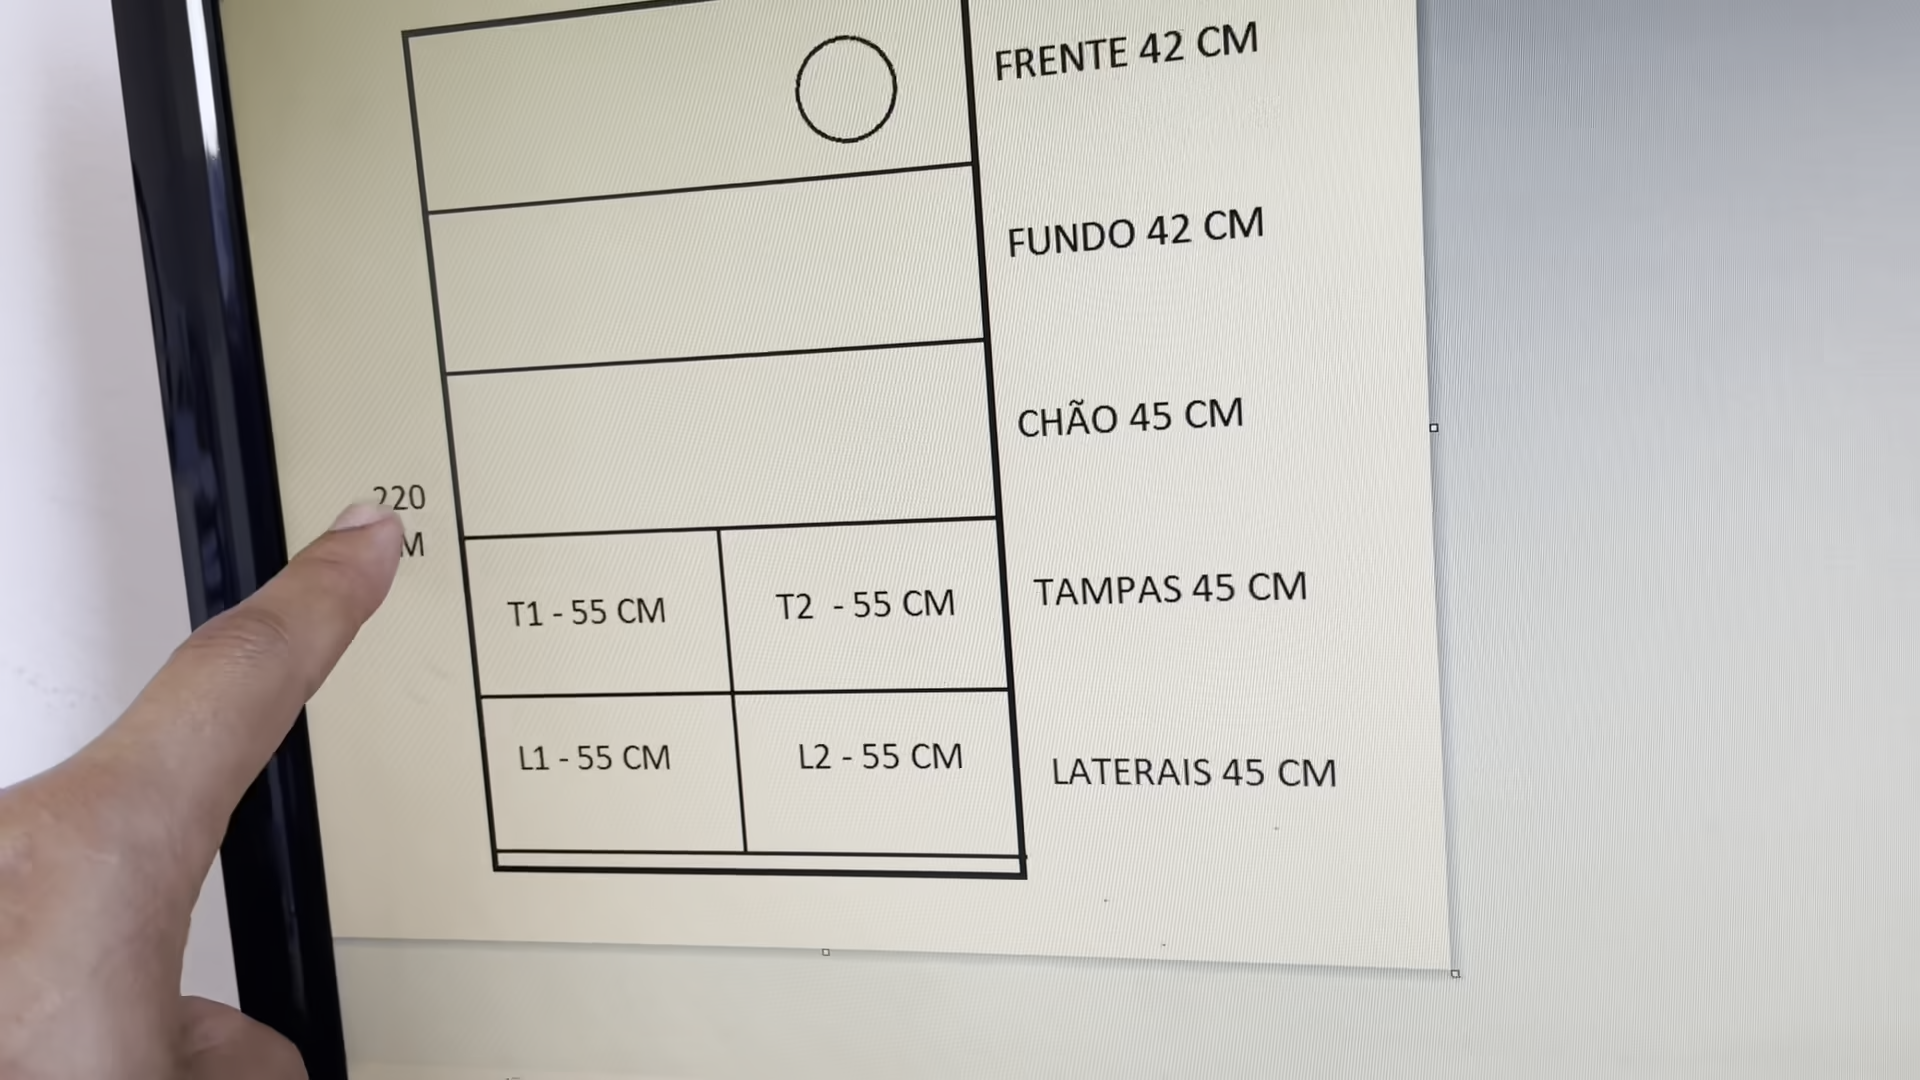 FRENTE 42 CM
FUNDO 42 CM
CHÃO 45 CM
220
M
T1 - 55 CM
T2 - 55 CM
TAMPAS 45 CM
L1 - 55 CM
L2 - 55 CM
LATERAIS 45 CM